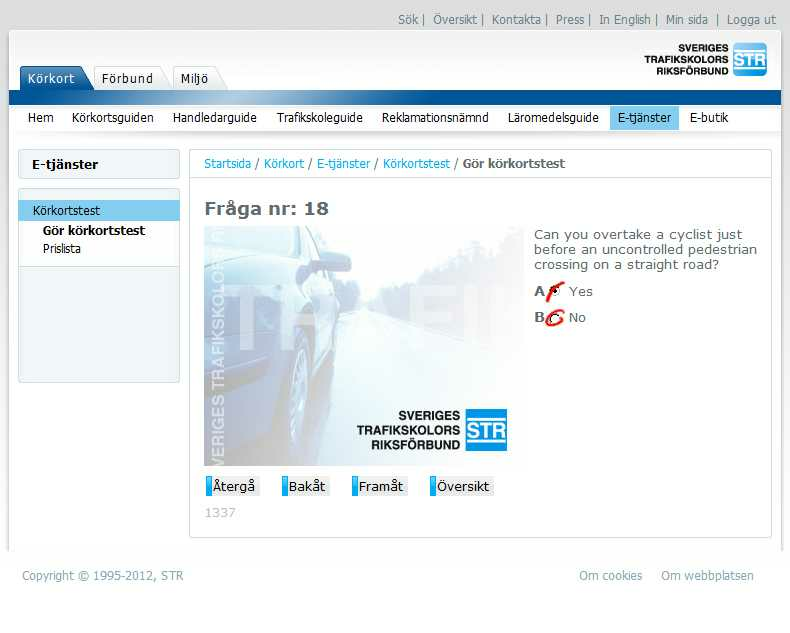 Sök | Översikt | Kontakta | Press | In English | Min sida | Logga ut
SVERIGES
TRAFIKSKOLORS
RIKSFÖRBUND
STR
Körkort Förbund Miljö
Hem Körkortsguiden Handledarguide Trafikskoleguide Reklamationsnämnd Läromedelsguide E-tjänster E-butik
E-tjänster
Startsida / Körkort / E-tjänster / Körkortstest / Gör körkortstest
Körkortstest
Gör körkortstest
Prislista
Fråga nr: 18
Can you overtake a cyclist just
before an uncontrolled pedestrian
crossing on a straight road?
A F Yes
B G No
SVERIGES TRAFIKSKOLORS
TRAFI
SVERIGES
TRAFIKSKOLORS
RIKSFÖRBUND
STR
Återgå Bakåt Framåt Översikt
1337
Copyright © 1995-2012, STR
Om cookies Om webbplatsen